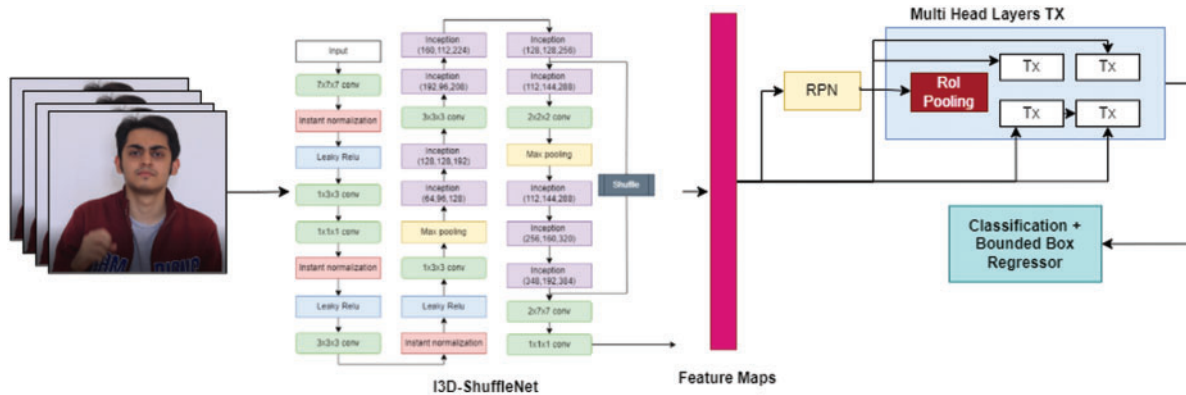 Input
7x7x7 conv
Instant normalization
Leaky Relu
1x3x3 conv
1x1x1 conv
Instant normalization
Leaky Relu
3x3x3 conv
Inception
(160,112,224)
Inception
(192,96,208)
3x3x3 conv
Inception
(128,128,192)
Inception
(64,96,128)
Max pooling
1x3x3 conv
Leaky Relu
Instant normalization
Inception
(128,128,256)
Inception
(112,144,288)
2x2x2 conv
Max pooling
Inception
(112,144,288)
Inception
(256,160,320)
Inception
(348,192,384)
2x7x7 conv
1x1x1 conv
Shuffle
I3D-ShuffleNet
Feature Maps
Multi Head Layers TX
RPN
RoI
Pooling
Tx
Tx
Tx
Tx
Classification +
Bounded Box
Regressor